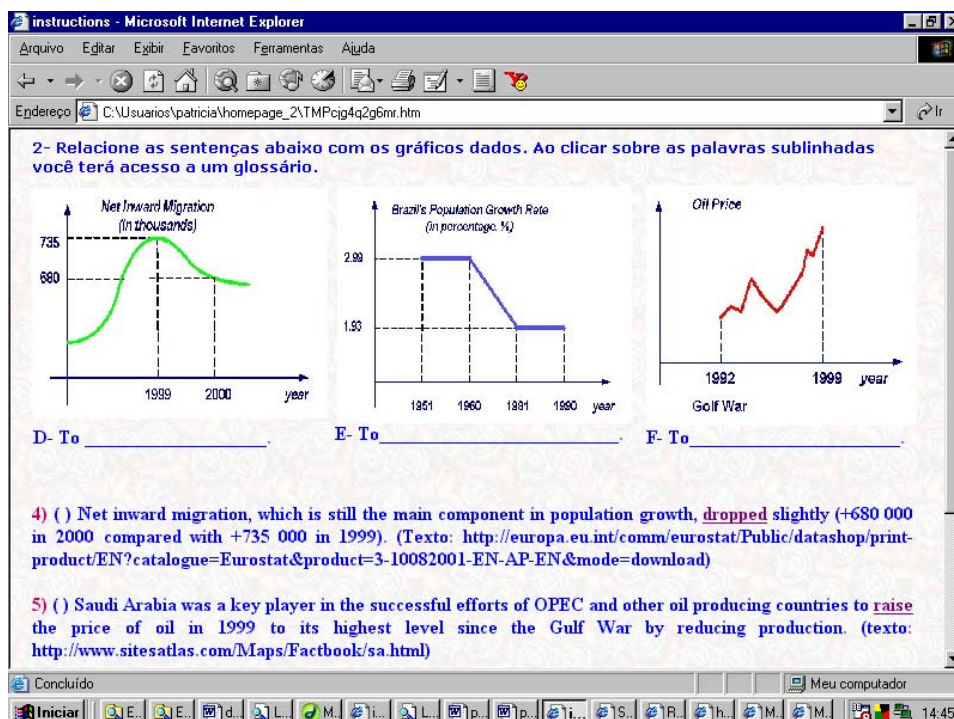 instructions - Microsoft Internet Explorer
Arquivo Editar Exibir Favoritos Ferramentas Ajuda
Endereço C:\Usuarios\patricia\homepage_2\TMPcjg4q2g6mr.htm Ir
2- Relacione as sentenças abaixo com os gráficos dados. Ao clicar sobre as palavras sublinhadas
você terá acesso a um glossário.
Net Inward Migration
(in thousands)
735
680
1999 2000 year
D- To ______________________.
Brazil's Population Growth Rate
(in percentage, %)
2.99
1.93
1951 1960 1981 1990 year
E- To____________________________.
Oil Price
1992 1999 year
Golf War
F- To_________________________.
4) ( ) Net inward migration, which is still the main component in population growth, dropped slightly (+680 000
in 2000 compared with +735 000 in 1999). (Texto: http://europa.eu.int/comm/eurostat/Public/datashop/print-
product/EN?catalogue=Eurostat&product=3-10082001-EN-AP-EN&mode=download)
5) ( ) Saudi Arabia was a key player in the successful efforts of OPEC and other oil producing countries to raise
the price of oil in 1999 to its highest level since the Gulf War by reducing production. (texto:
http://www.sitesatlas.com/Maps/Factbook/sa.html)
Concluído Meu computador
Iniciar E... E... d... L... M... i... L... p... p... i... S... R... h... M... M... 14:45